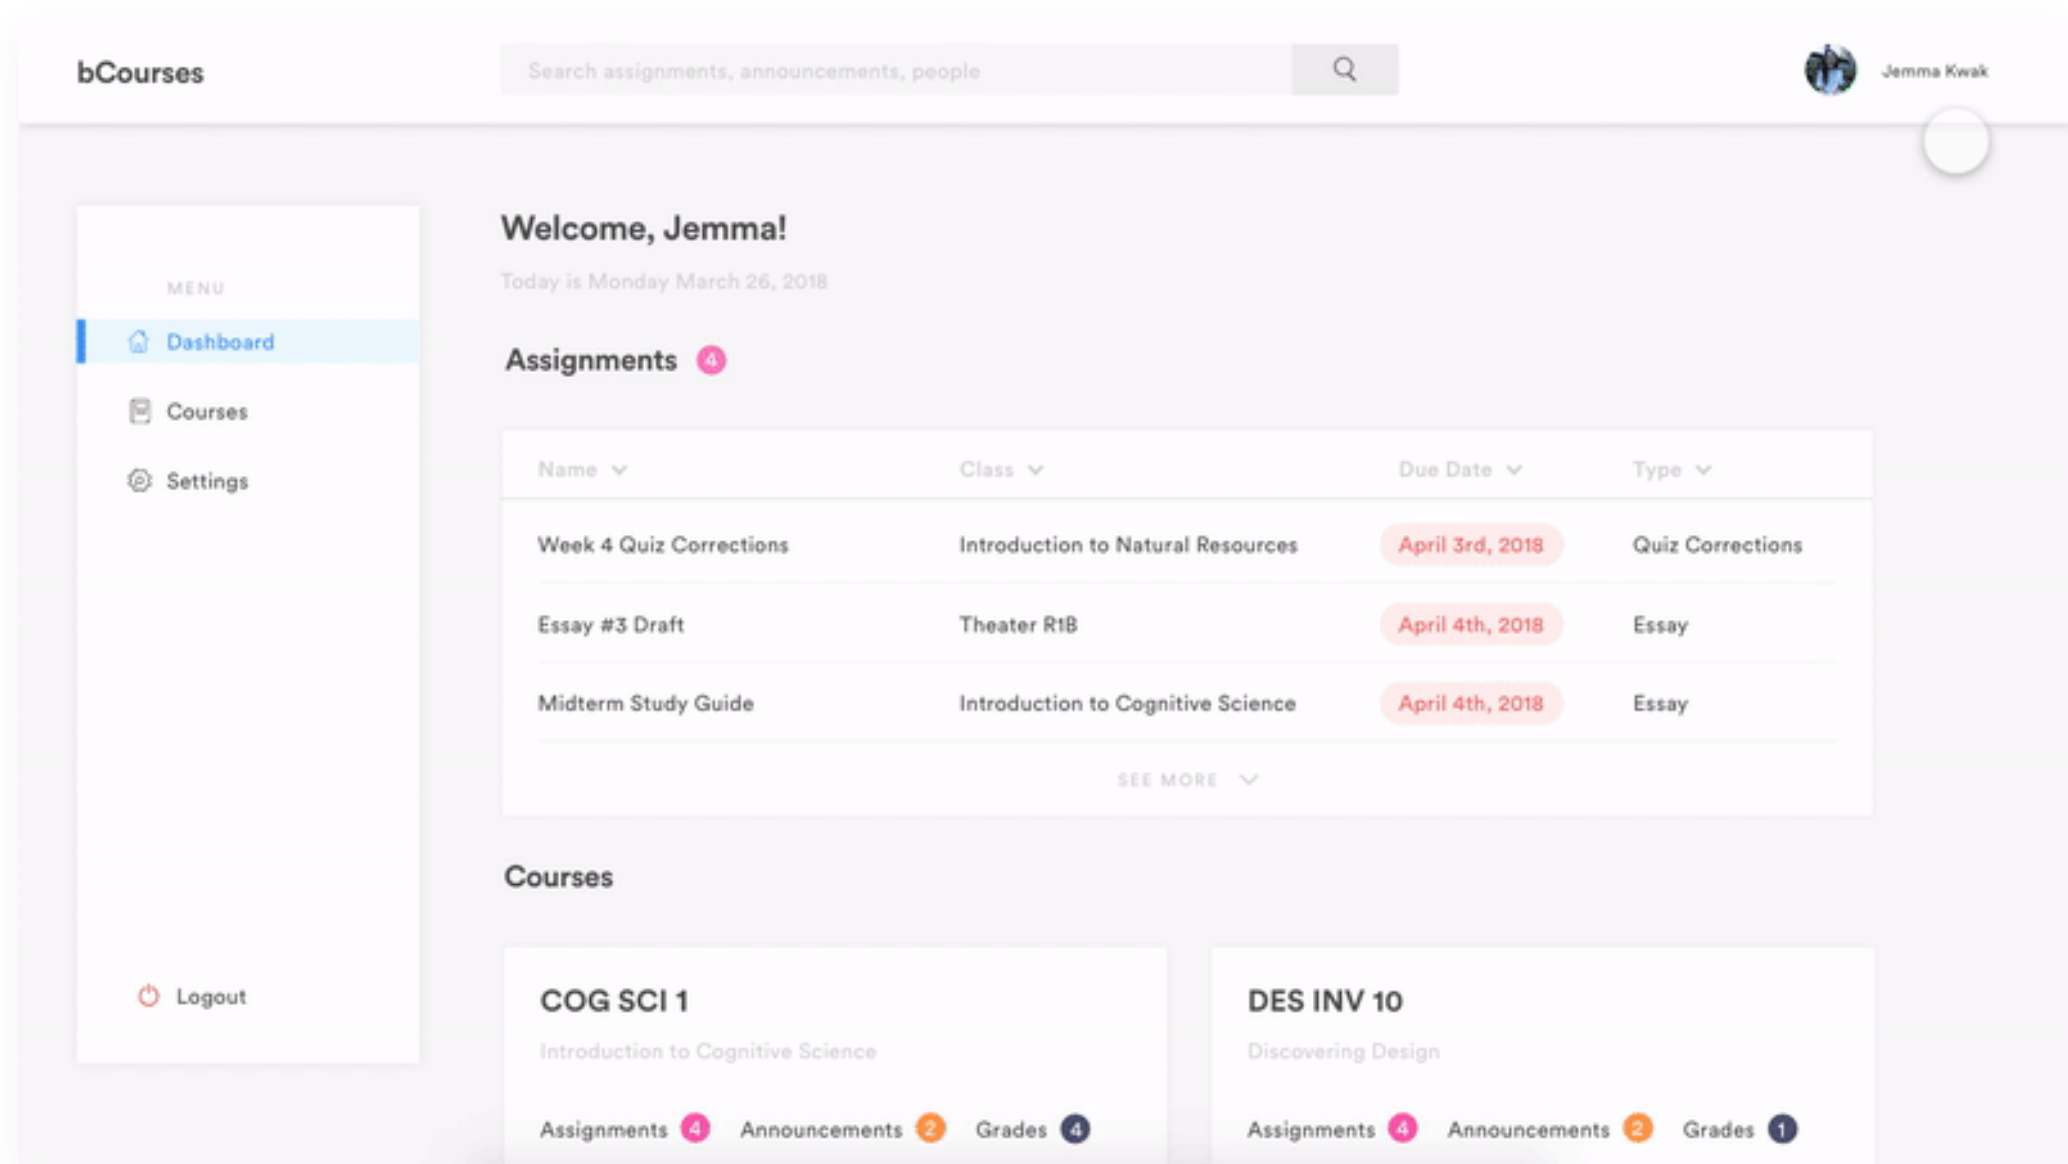 bCourses
Search assignments, announcements, people
Jemma Kwak
MENU
Dashboard
Courses
Settings
Logout
Welcome, Jemma!
Today is Monday March 26, 2018
Assignments 4
Name Class Due Date Type
Week 4 Quiz Corrections Introduction to Natural Resources April 3rd, 2018 Quiz Corrections
Essay #3 Draft Theater R1B April 4th, 2018 Essay
Midterm Study Guide Introduction to Cognitive Science April 4th, 2018 Essay
SEE MORE
Courses
COG SCI 1
Introduction to Cognitive Science
Assignments 4 Announcements 2 Grades 4
DES INV 10
Discovering Design
Assignments 4 Announcements 2 Grades 1